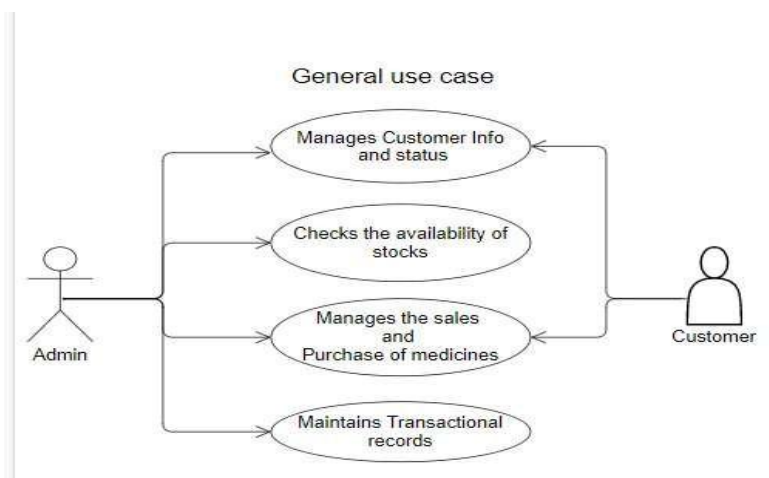 General use case
Manages Customer Info
and status
Checks the availability of
stocks
Manages the sales
and
Purchase of medicines
Admin
Customer
Maintains Transactional
records